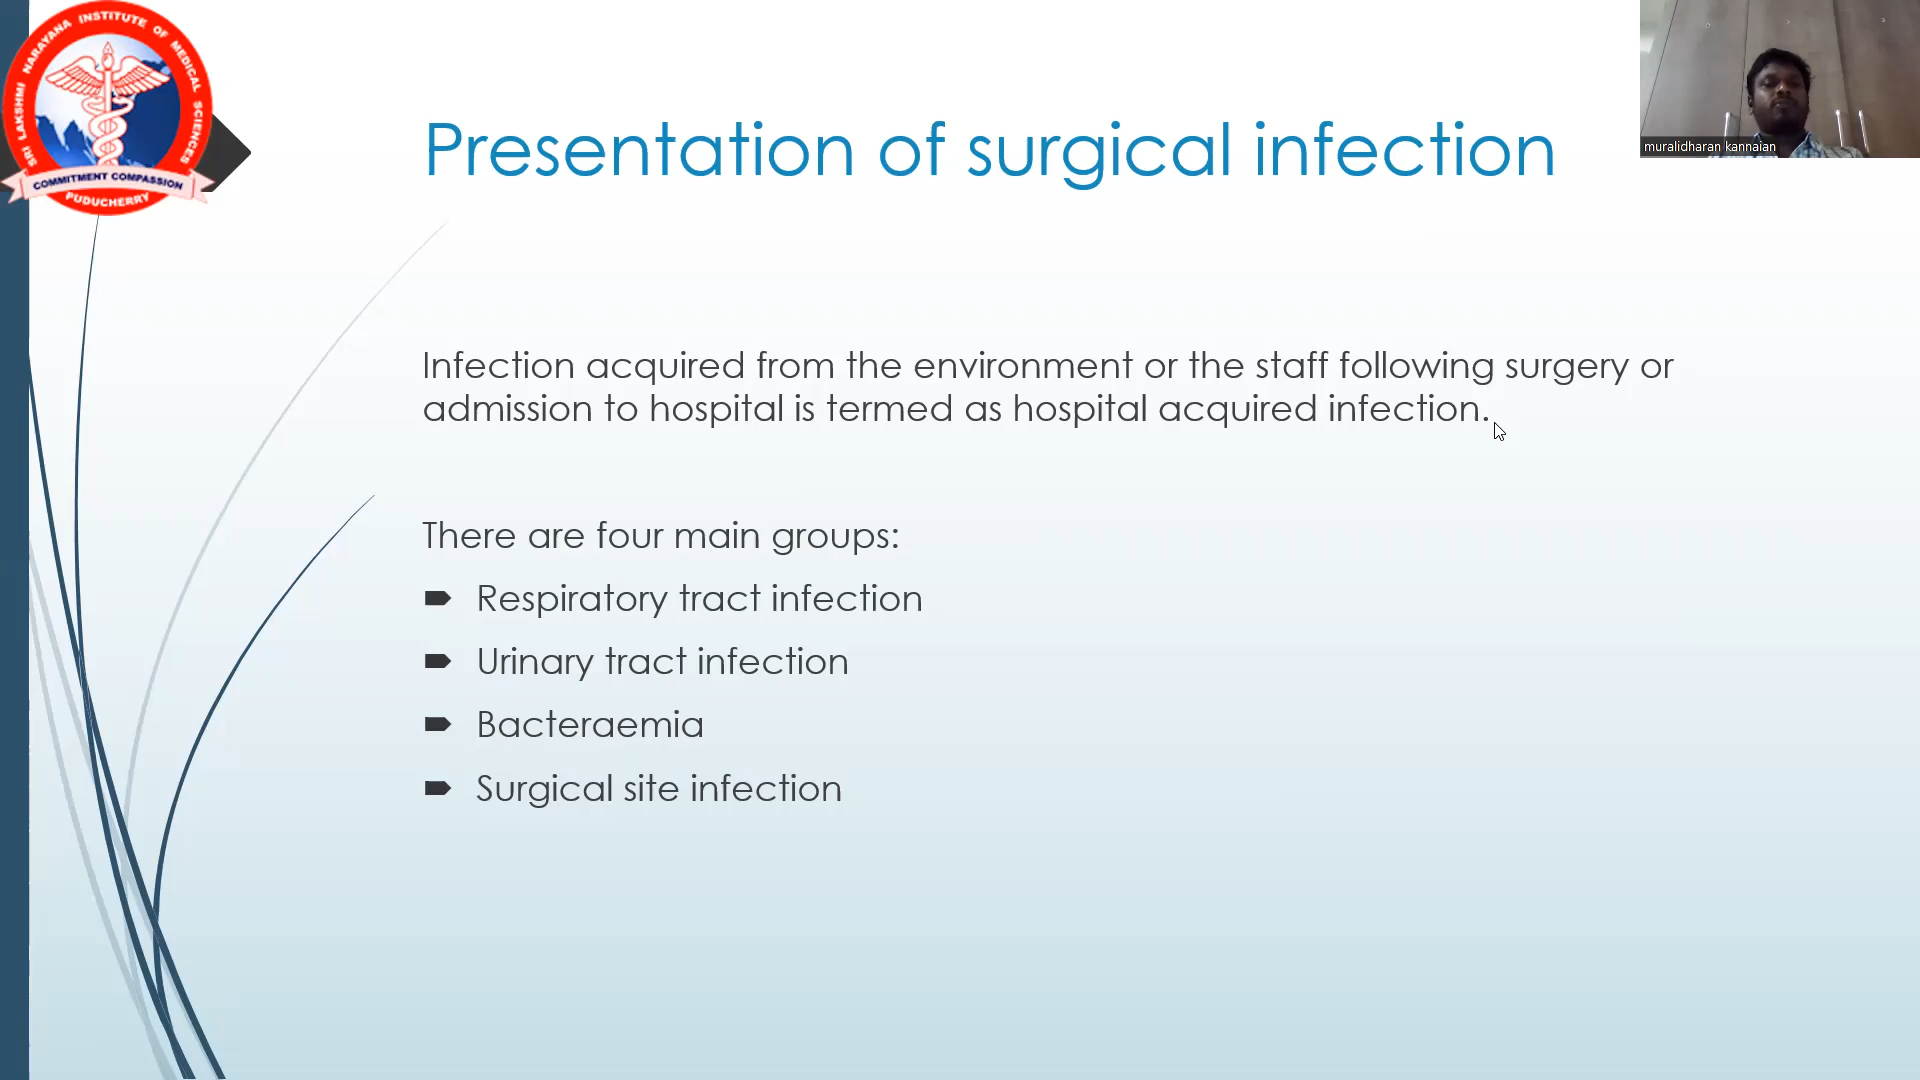 SRI LAKSHMI NARAYANA INSTITUTE OF MEDICAL SCIENCES
COMMITMENT COMPASSION
PUDUCHERRY
Presentation of surgical infection
muralidharan kannaian
Infection acquired from the environment or the staff following surgery or
admission to hospital is termed as hospital acquired infection.
There are four main groups:
Respiratory tract infection
Urinary tract infection
Bacteraemia
Surgical site infection